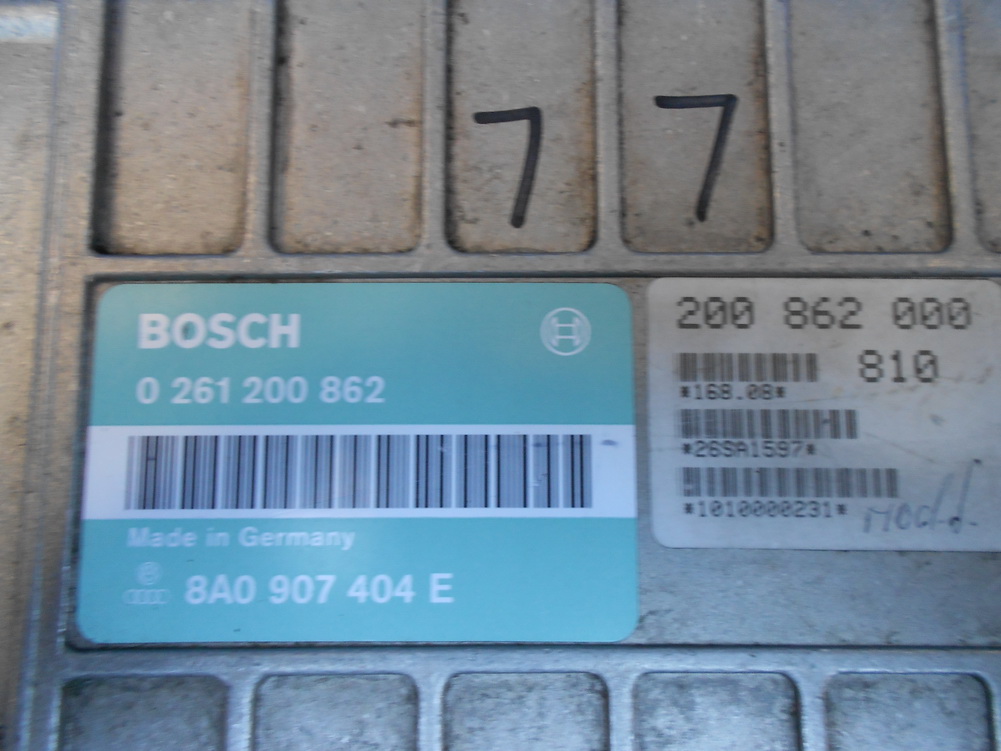 7 7
BOSCH
0 261 200 862
Made in Germany
8A0 907 404 E
200 862 000
810
*168.08*
*26SA1597*
*1010000231*